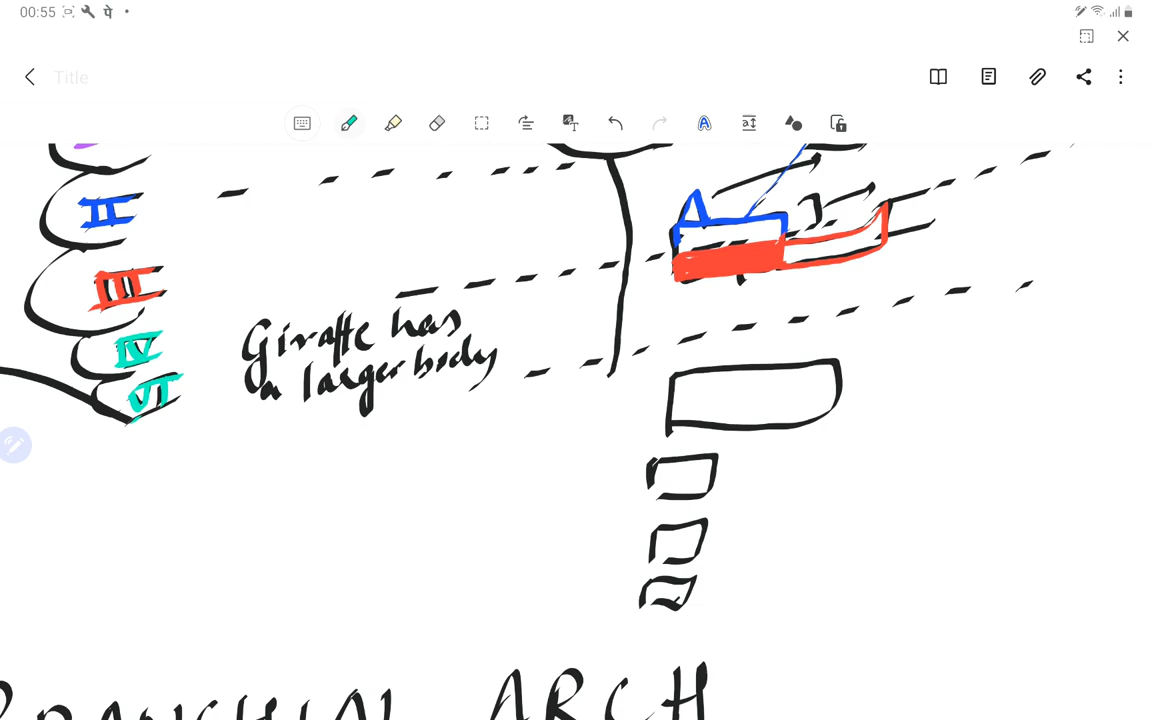 00:55
Title
II
III
IV
VI
Giraffe has
a larger body
BRANCHIAL ARCH